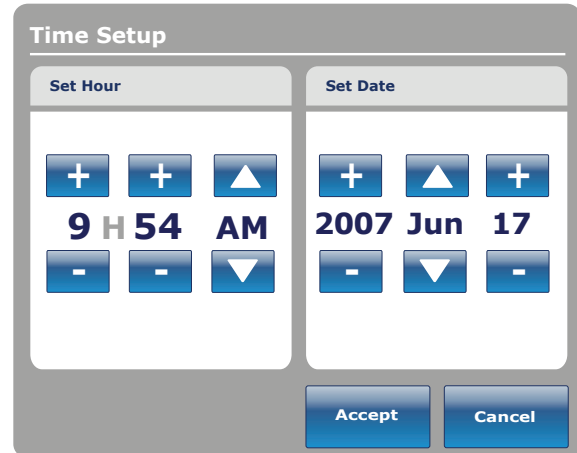 Time Setup
Set Hour
Set Date
+ + + +
9 H 54 AM 2007 Jun 17
- - - -
Accept Cancel